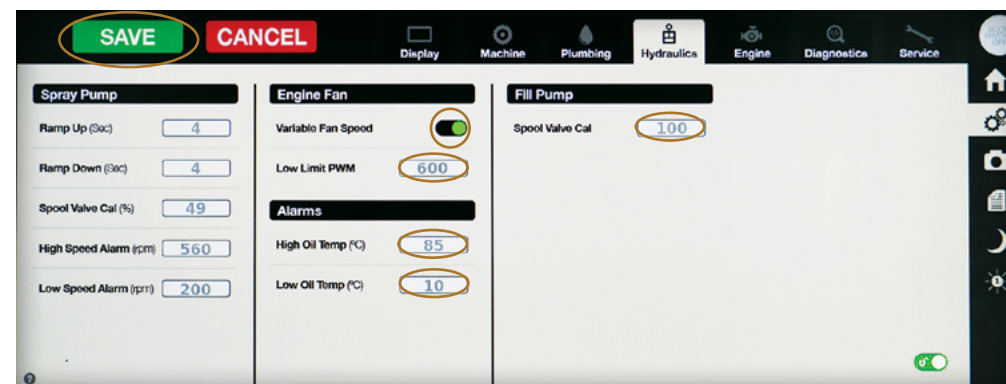 SAVE
CANCEL
Display
Machine
Plumbing
Hydraulics
Engine
Diagnostics
Service
Spray Pump
Ramp Up (Sec) 4
Ramp Down (Sec) 4
Spool Valve Cal (%) 49
High Speed Alarm (rpm) 560
Low Speed Alarm (rpm) 200
Engine Fan
Variable Fan Speed
Low Limit PWM 600
Alarms
High Oil Temp (°C) 85
Low Oil Temp (°C) 10
Fill Pump
Spool Valve Cal 100
?